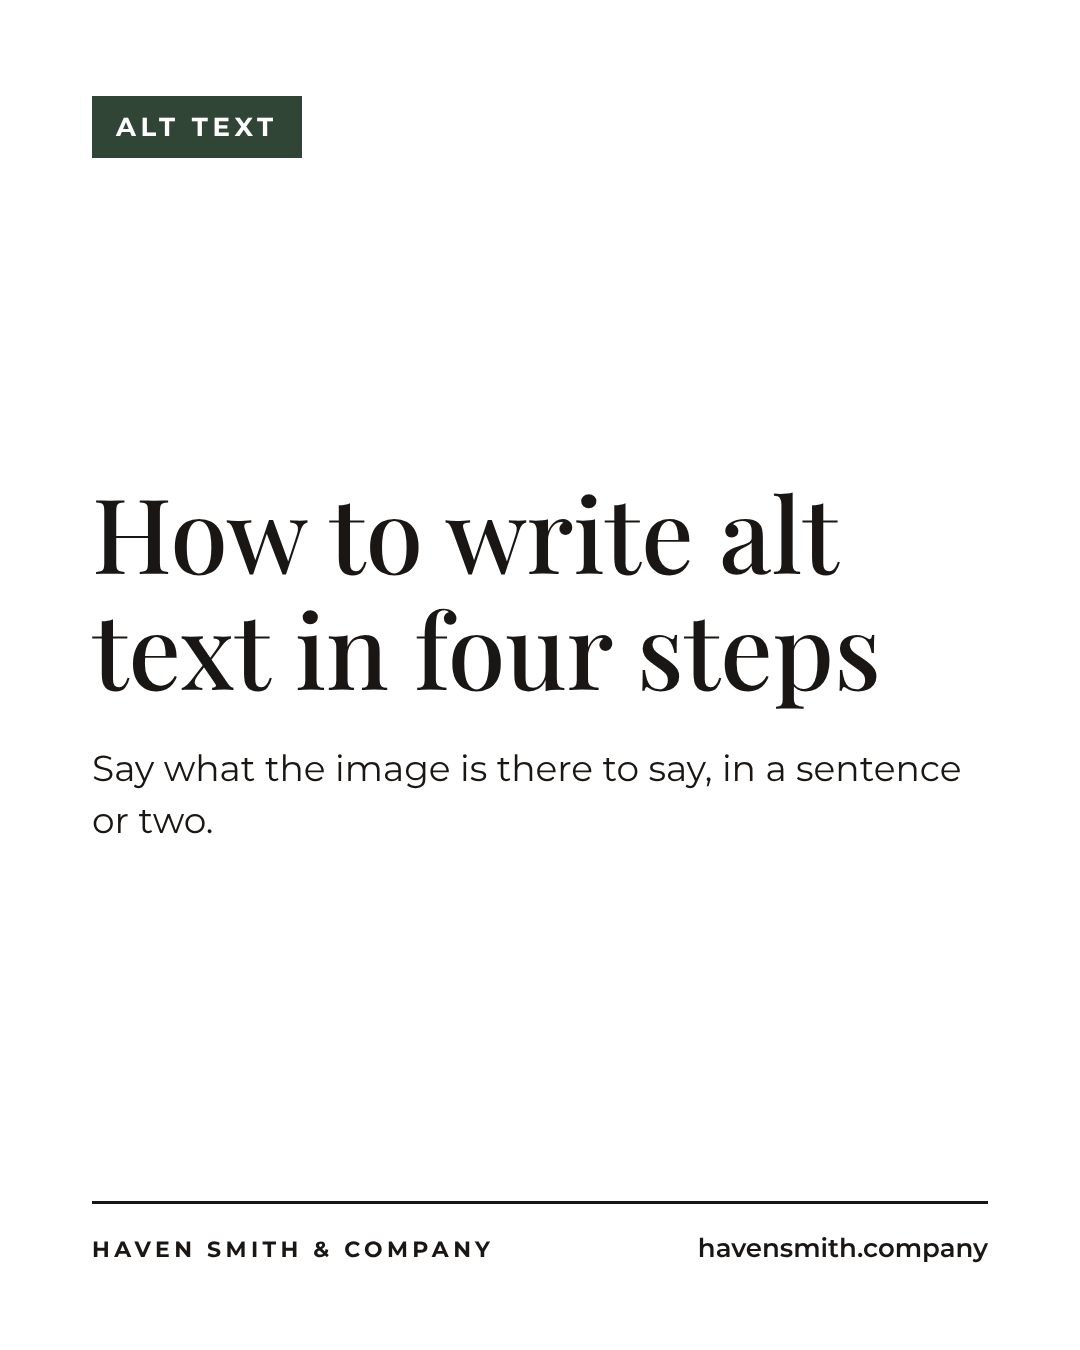 ALT TEXT
How to write alt
text in four steps
Say what the image is there to say, in a sentence
or two.
HAVEN SMITH & COMPANY
havensmith.company